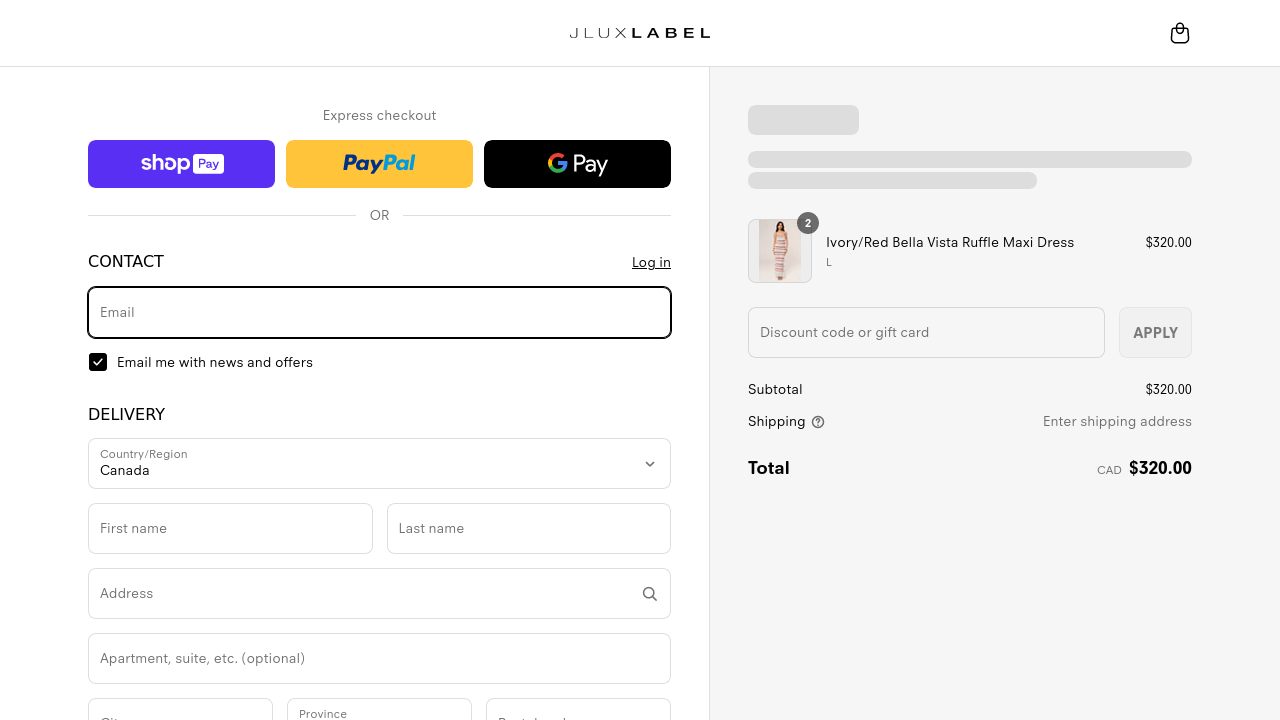 JLUXLABEL
Express checkout
shop Pay
PayPal
G Pay
OR
CONTACT
Log in
Email
Email me with news and offers
DELIVERY
Country/Region
Canada
First name
Last name
Address
Apartment, suite, etc. (optional)
Province
2
Ivory/Red Bella Vista Ruffle Maxi Dress
$320.00
L
Discount code or gift card
APPLY
Subtotal
$320.00
Shipping
Enter shipping address
Total
CAD $320.00